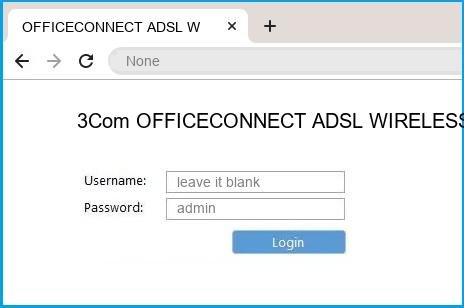 OFFICECONNECT ADSL W
None
3Com OFFICECONNECT ADSL WIRELESS
Username: leave it blank
Password: admin
Login